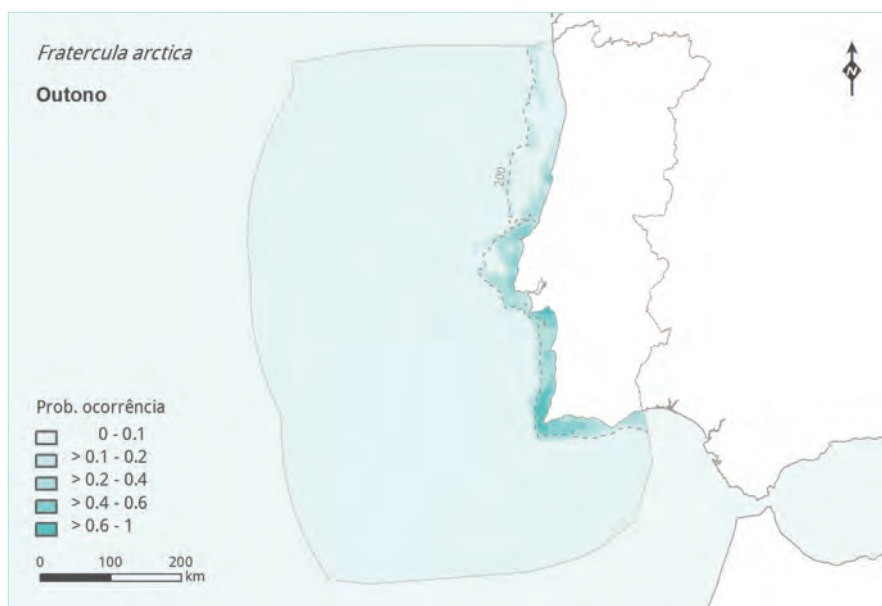 Fratercula arctica
Outono
N
200
Prob. ocorrência
0 - 0.1
> 0.1 - 0.2
> 0.2 - 0.4
> 0.4 - 0.6
> 0.6 - 1
0 100 200
km